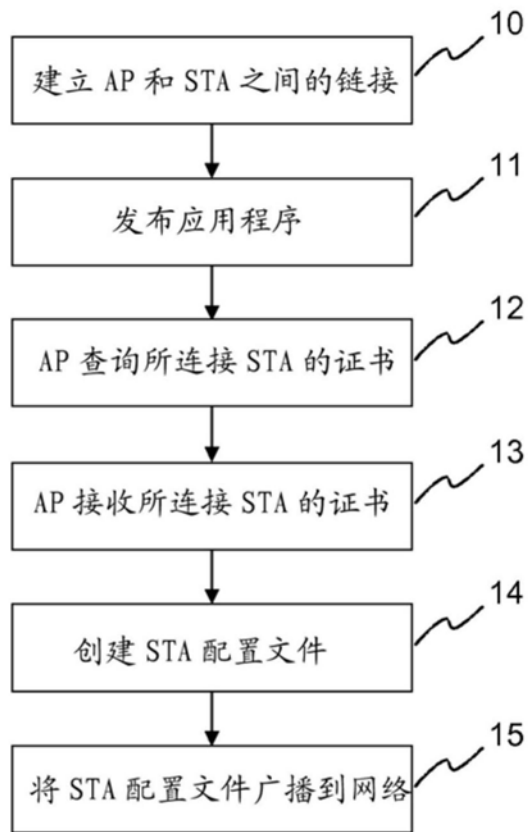 10
建立 AP 和 STA 之间的链接
11
发布应用程序
12
AP 查询所连接 STA 的证书
13
AP 接收所连接 STA 的证书
14
创建 STA 配置文件
15
将 STA 配置文件广播到网络